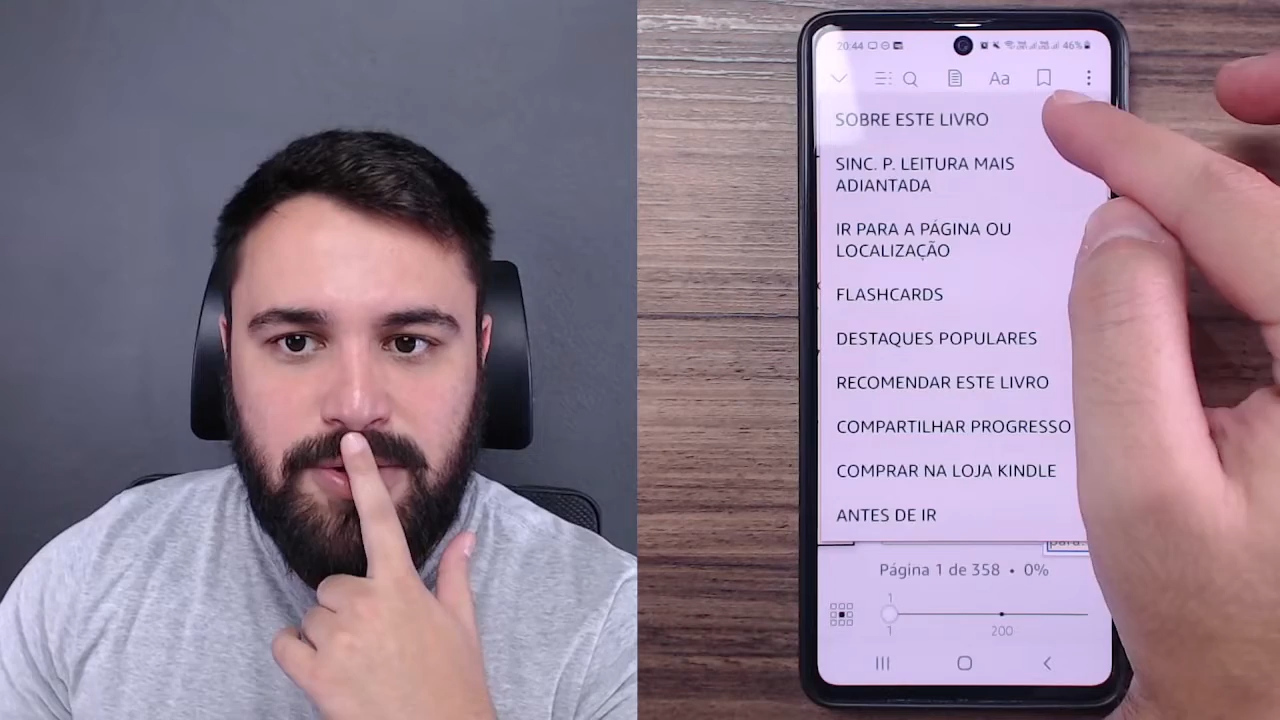 20:44
46%
Aa
SOBRE ESTE LIVRO
SINC. P. LEITURA MAIS
ADIANTADA
IR PARA A PÁGINA OU
LOCALIZAÇÃO
FLASHCARDS
DESTAQUES POPULARES
RECOMENDAR ESTE LIVRO
COMPARTILHAR PROGRESSO
COMPRAR NA LOJA KINDLE
ANTES DE IR
para.
Página 1 de 358 • 0%
1
1
200